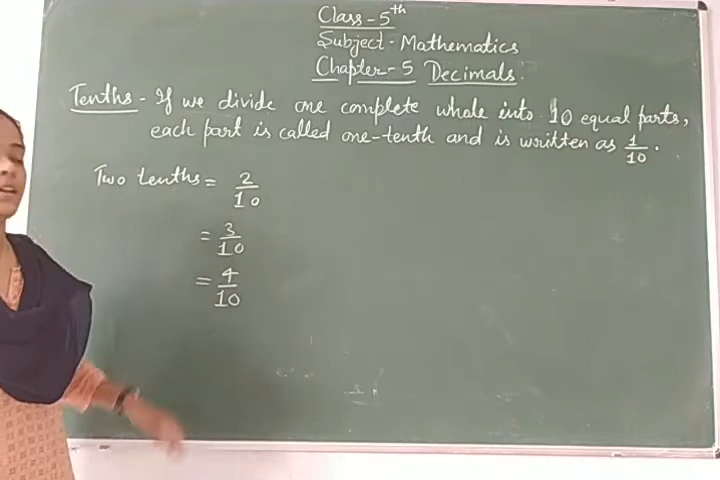 Class-5th
Subject- Mathematics
Chapter-5 Decimals.
Tenths - If we divide one complete whole into 10 equal parts,
each part is called one-tenth and is written as 1/10.
Two tenths = 2/10
= 3/10
= 4/10